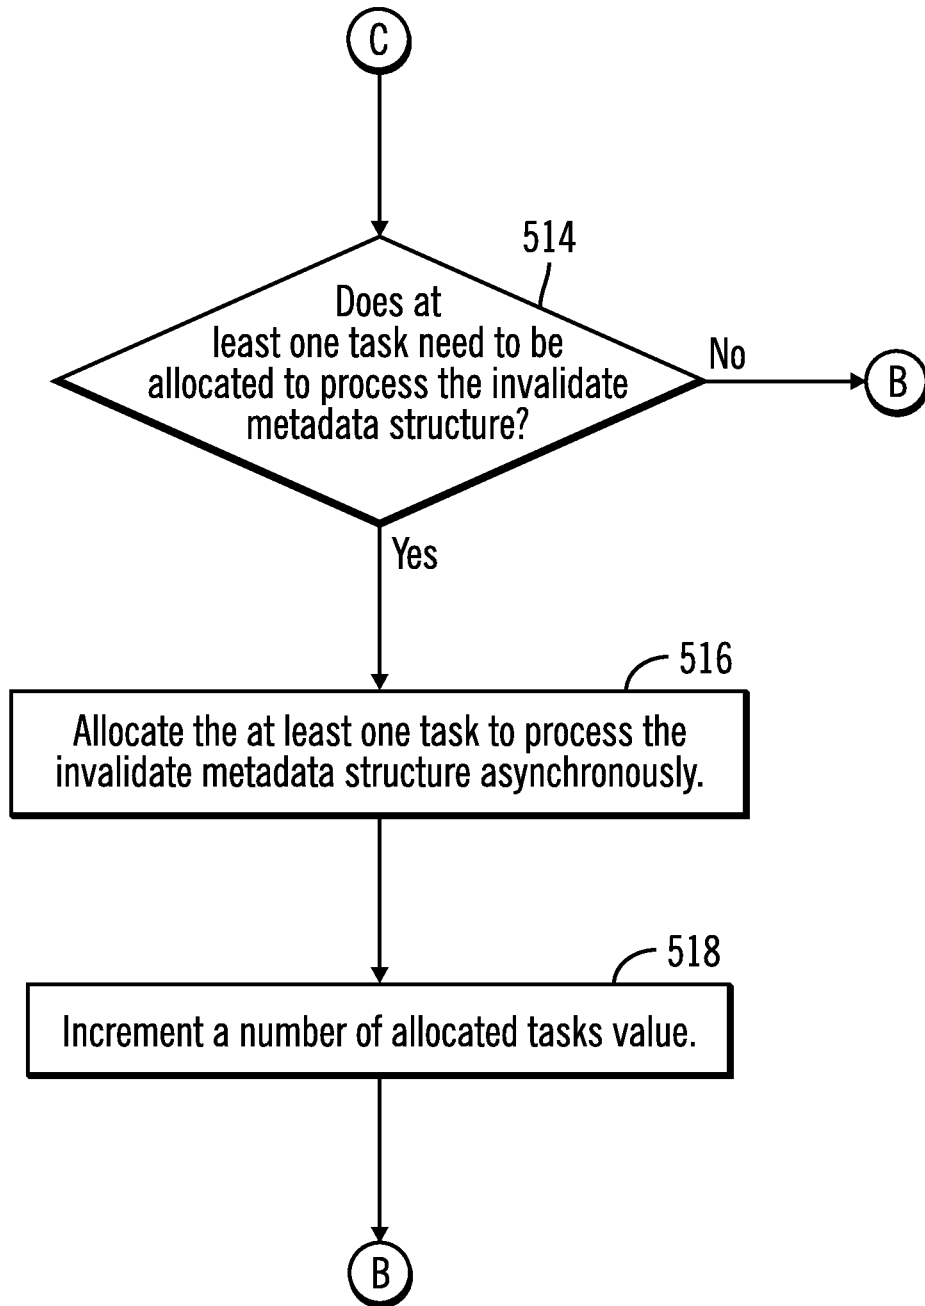 C
514
Does at
least one task need to be
allocated to process the invalidate
metadata structure?
No
B
Yes
516
Allocate the at least one task to process the
invalidate metadata structure asynchronously.
518
Increment a number of allocated tasks value.
B